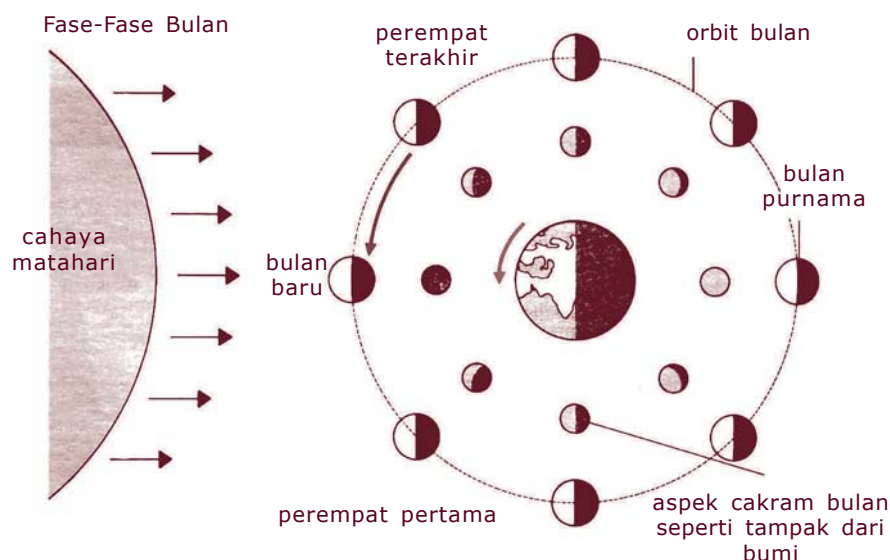 Fase-Fase Bulan
perempat
terakhir
orbit bulan
bulan
purnama
cahaya
matahari
bulan
baru
perempat pertama
aspek cakram bulan
seperti tampak dari
bumi